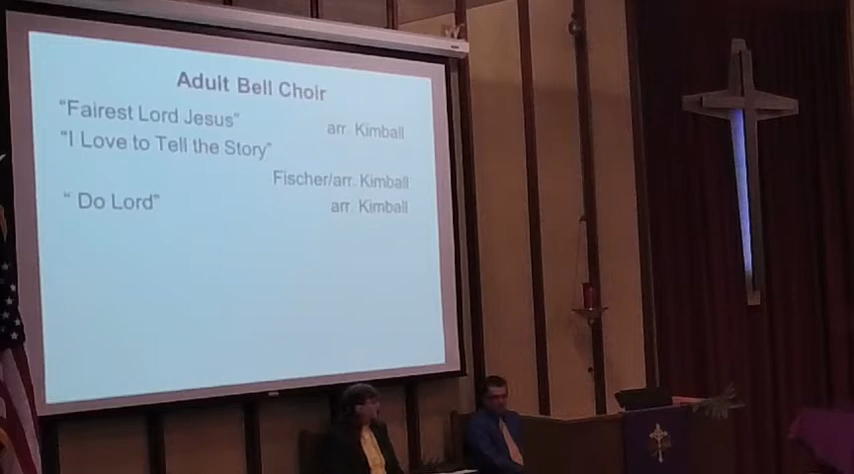 Adult Bell Choir
"Fairest Lord Jesus" arr. Kimball
"I Love to Tell the Story"
Fischer/arr. Kimball
" Do Lord" arr. Kimball